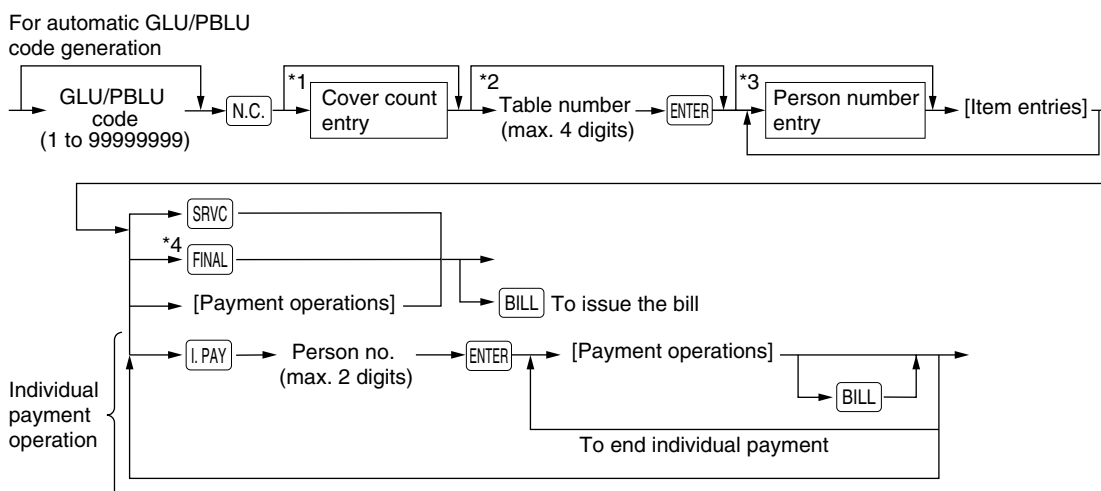 For automatic GLU/PBLU
code generation
GLU/PBLU
code
(1 to 99999999)
N.C.
*1
Cover count
entry
*2
Table number
(max. 4 digits)
ENTER
*3
Person number
entry
[Item entries]
SRVC
*4
FINAL
[Payment operations]
BILL To issue the bill
I. PAY
Person no.
(max. 2 digits)
ENTER
[Payment operations]
BILL
To end individual payment
Individual
payment
operation